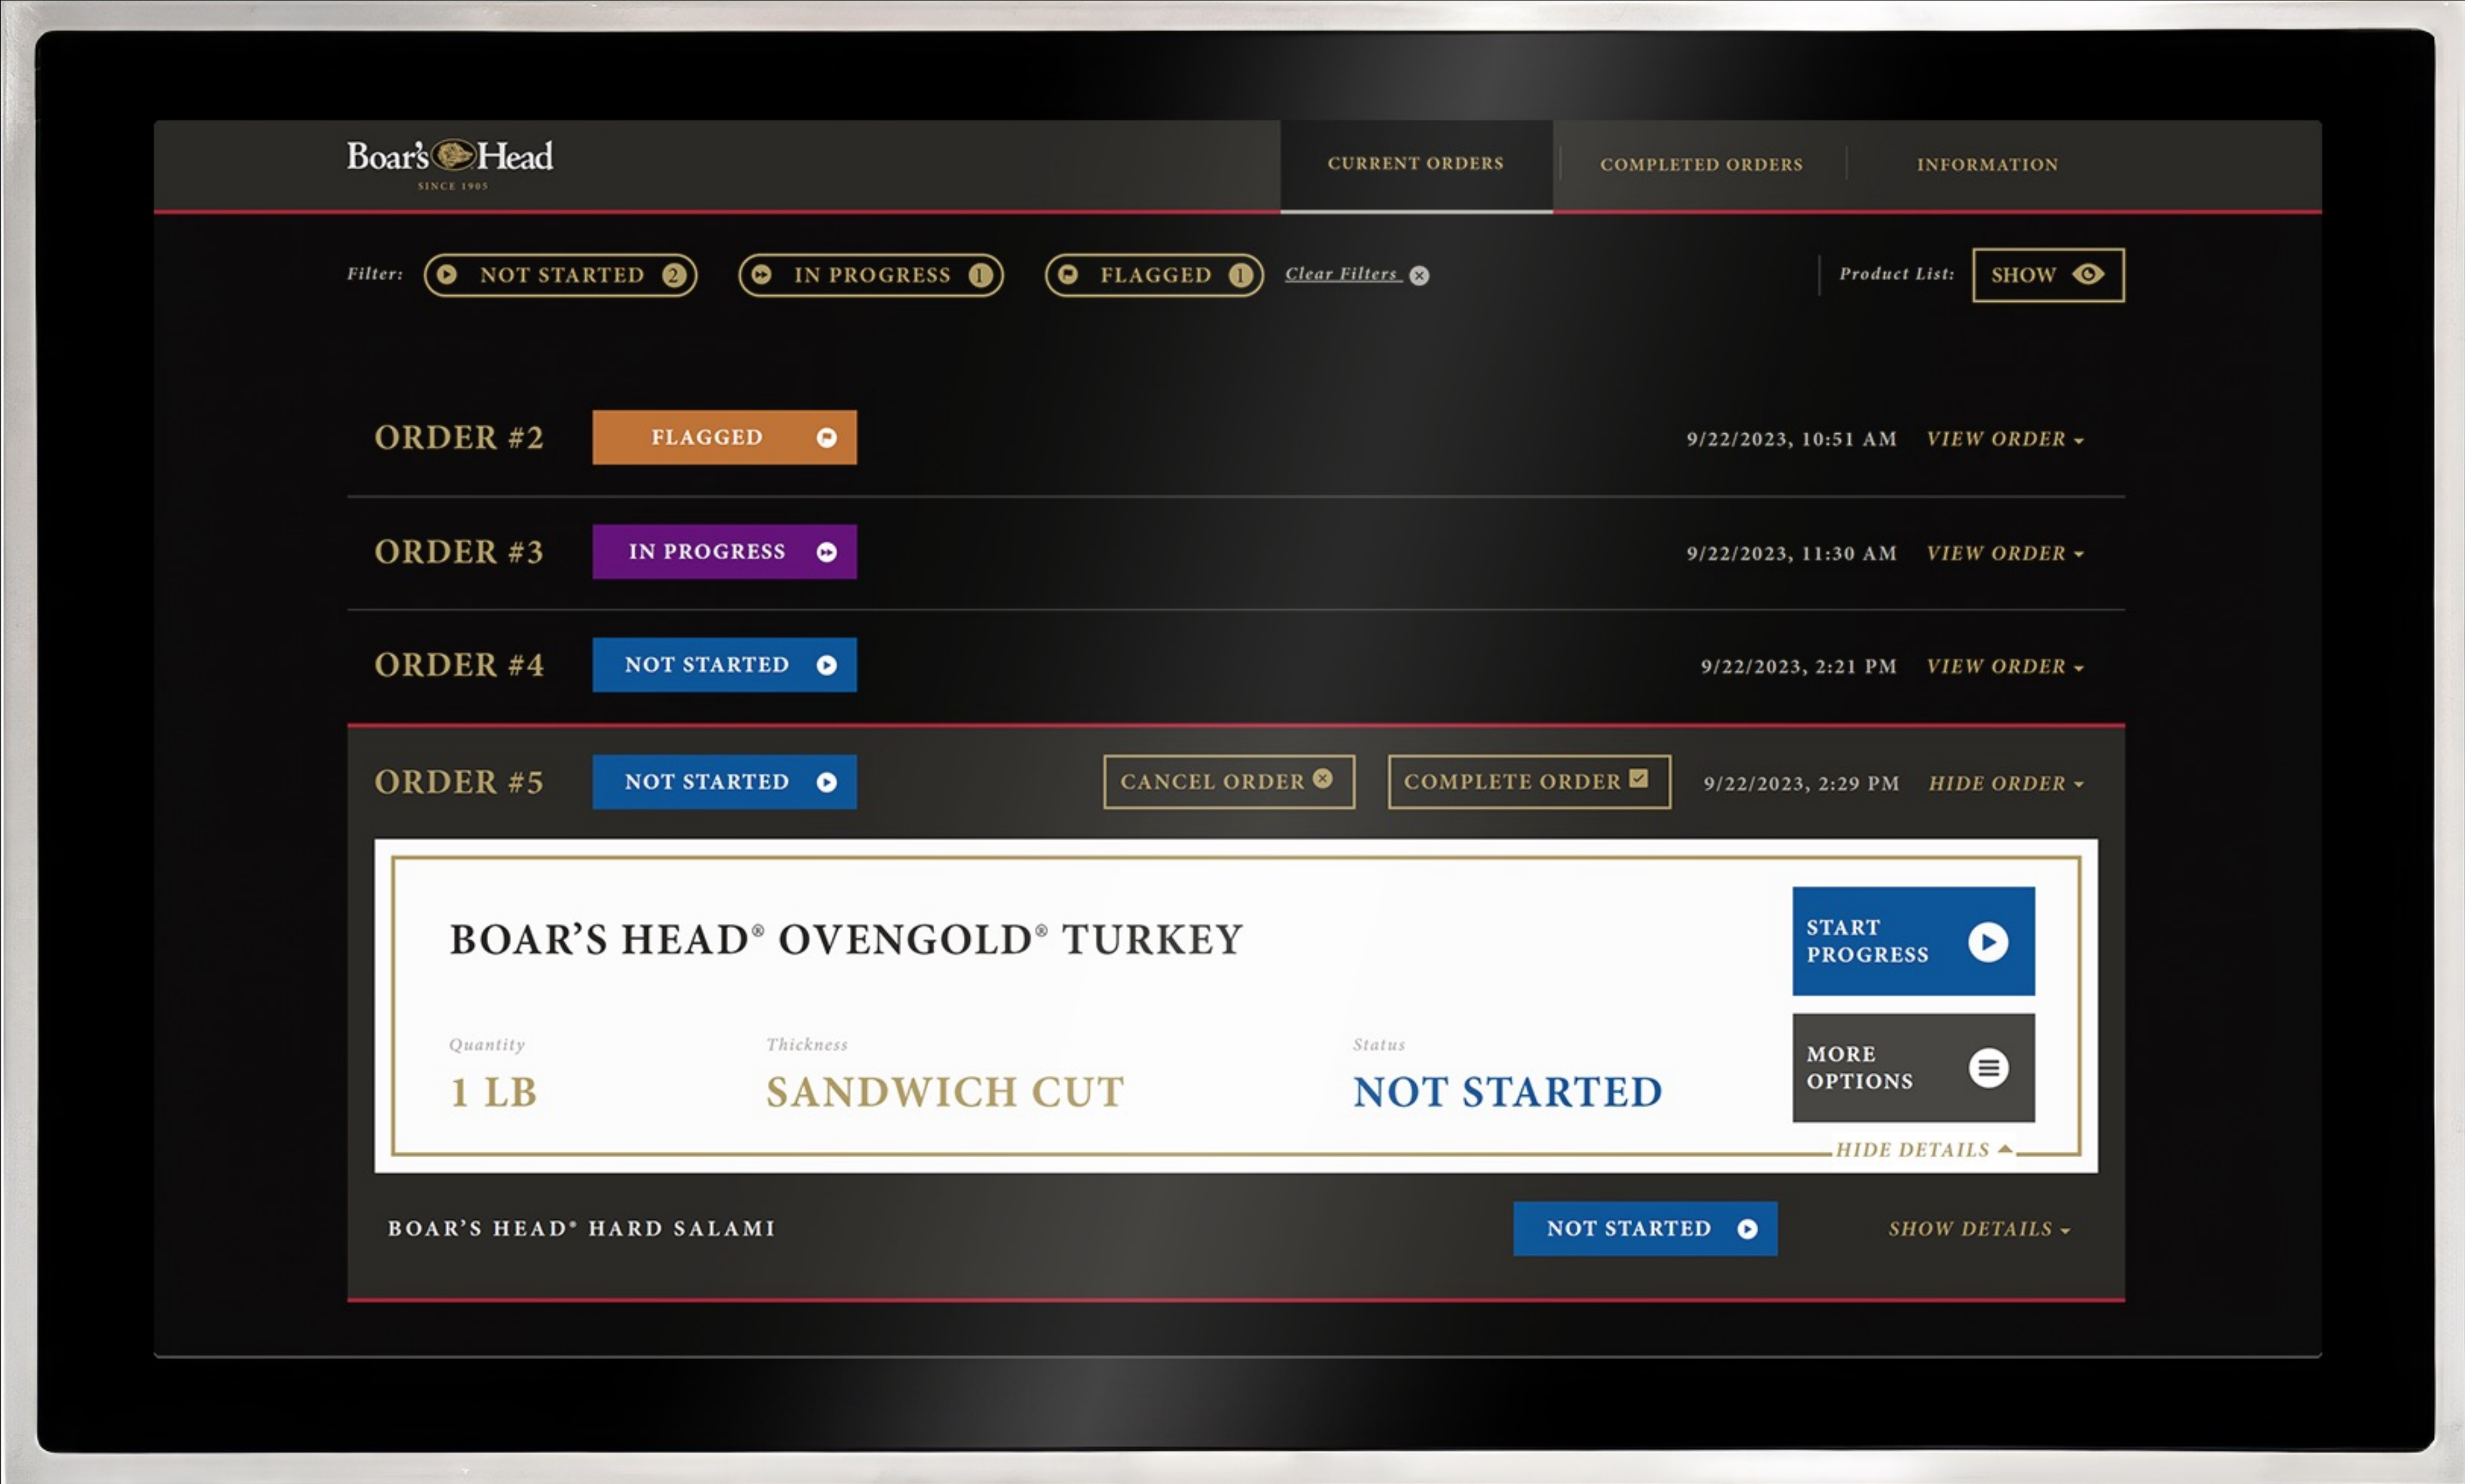 Boar's Head
SINCE 1905
CURRENT ORDERS
COMPLETED ORDERS
INFORMATION
Filter:
NOT STARTED 2
IN PROGRESS 1
FLAGGED 1
Clear Filters
Product List:
SHOW
ORDER #2
FLAGGED
9/22/2023, 10:51 AM
VIEW ORDER
ORDER #3
IN PROGRESS
9/22/2023, 11:30 AM
VIEW ORDER
ORDER #4
NOT STARTED
9/22/2023, 2:21 PM
VIEW ORDER
ORDER #5
NOT STARTED
CANCEL ORDER
COMPLETE ORDER
9/22/2023, 2:29 PM
HIDE ORDER
BOAR'S HEAD® OVENGOLD® TURKEY
START
PROGRESS
Quantity
Thickness
Status
1 LB
SANDWICH CUT
NOT STARTED
MORE
OPTIONS
HIDE DETAILS
BOAR'S HEAD® HARD SALAMI
NOT STARTED
SHOW DETAILS